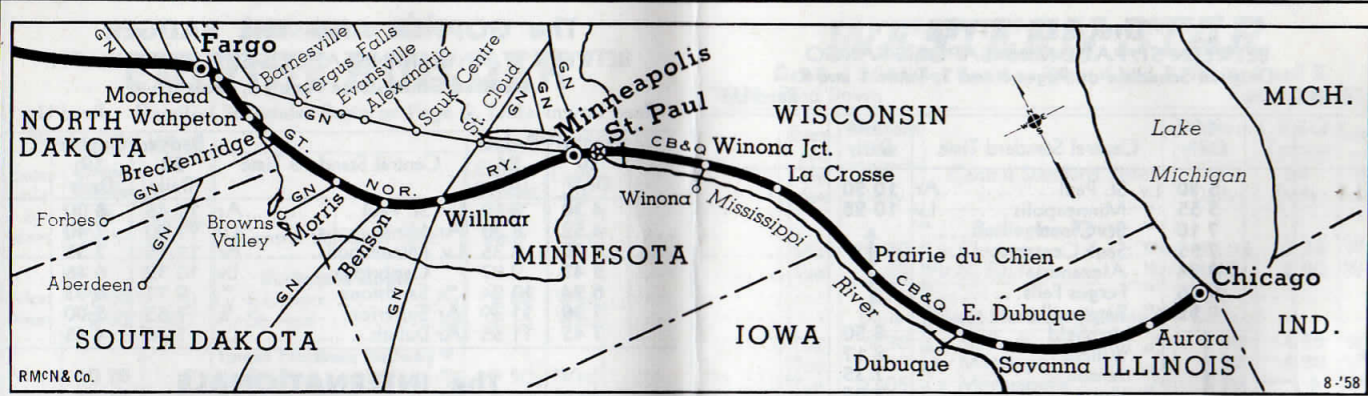 GN
Fargo
Barnesville
Fergus Falls
Evansville
Alexandria
Sauk Centre
St. Cloud
GN
GN
GN
GN
Minneapolis
St. Paul
Moorhead
Wahpeton
Breckenridge
NORTH
DAKOTA
GT. NOR. RY.
GN
GN
GN
Forbes
Browns
Valley
Morris
Benson
Willmar
GN
GN
Aberdeen
SOUTH DAKOTA
MINNESOTA
WISCONSIN
CB&Q
Winona Jct.
La Crosse
Winona
Mississippi
River
Prairie du Chien
CB&Q
E. Dubuque
Dubuque
Savanna
IOWA
ILLINOIS
Aurora
Chicago
Lake
Michigan
MICH.
IND.
RMCN&Co.
8-'58